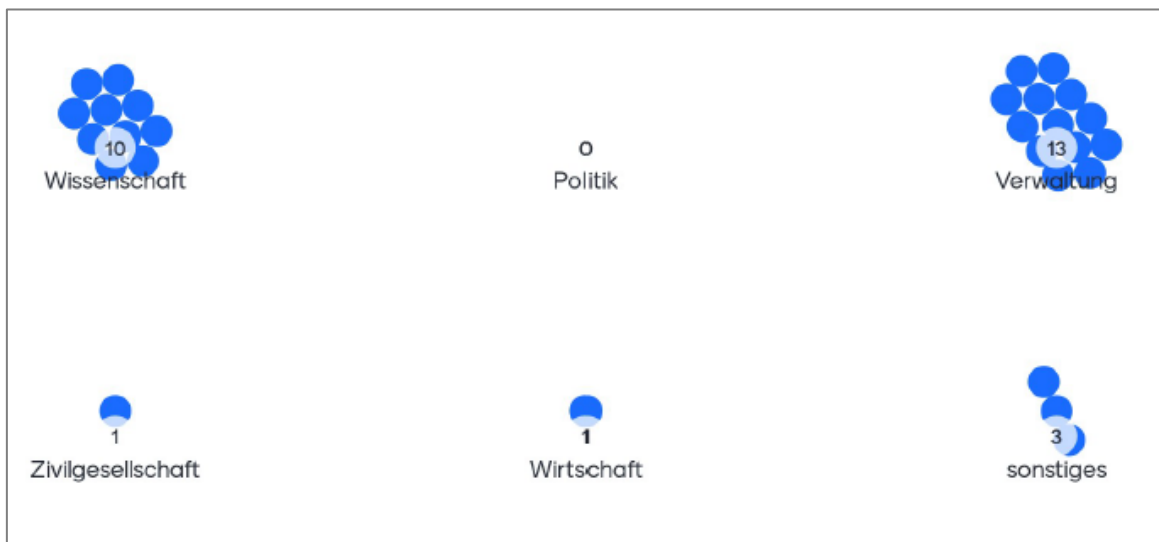 10 0 13
Wissenschaft Politik Verwaltung
1 1 3
Zivilgesellschaft Wirtschaft sonstiges